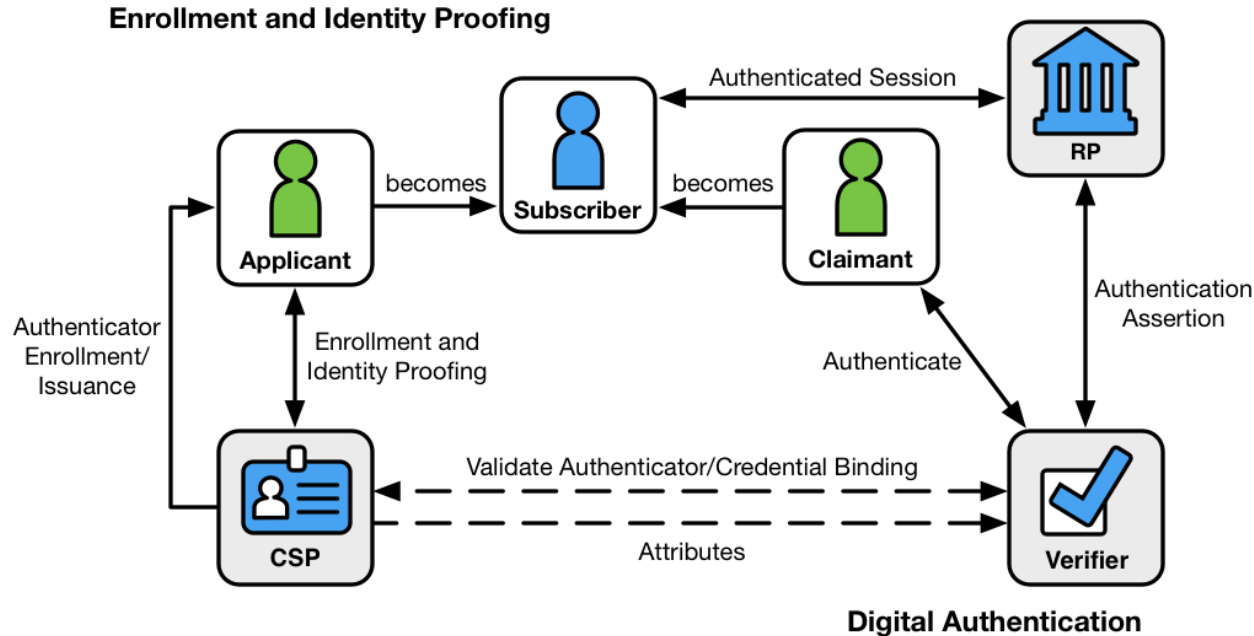 Enrollment and Identity Proofing
Authenticated Session
RP
becomes
Subscriber
becomes
Applicant
Claimant
Authenticator
Enrollment/
Issuance
Enrollment and
Identity Proofing
Authenticate
Authentication
Assertion
Validate Authenticator/Credential Binding
CSP
Attributes
Verifier
Digital Authentication